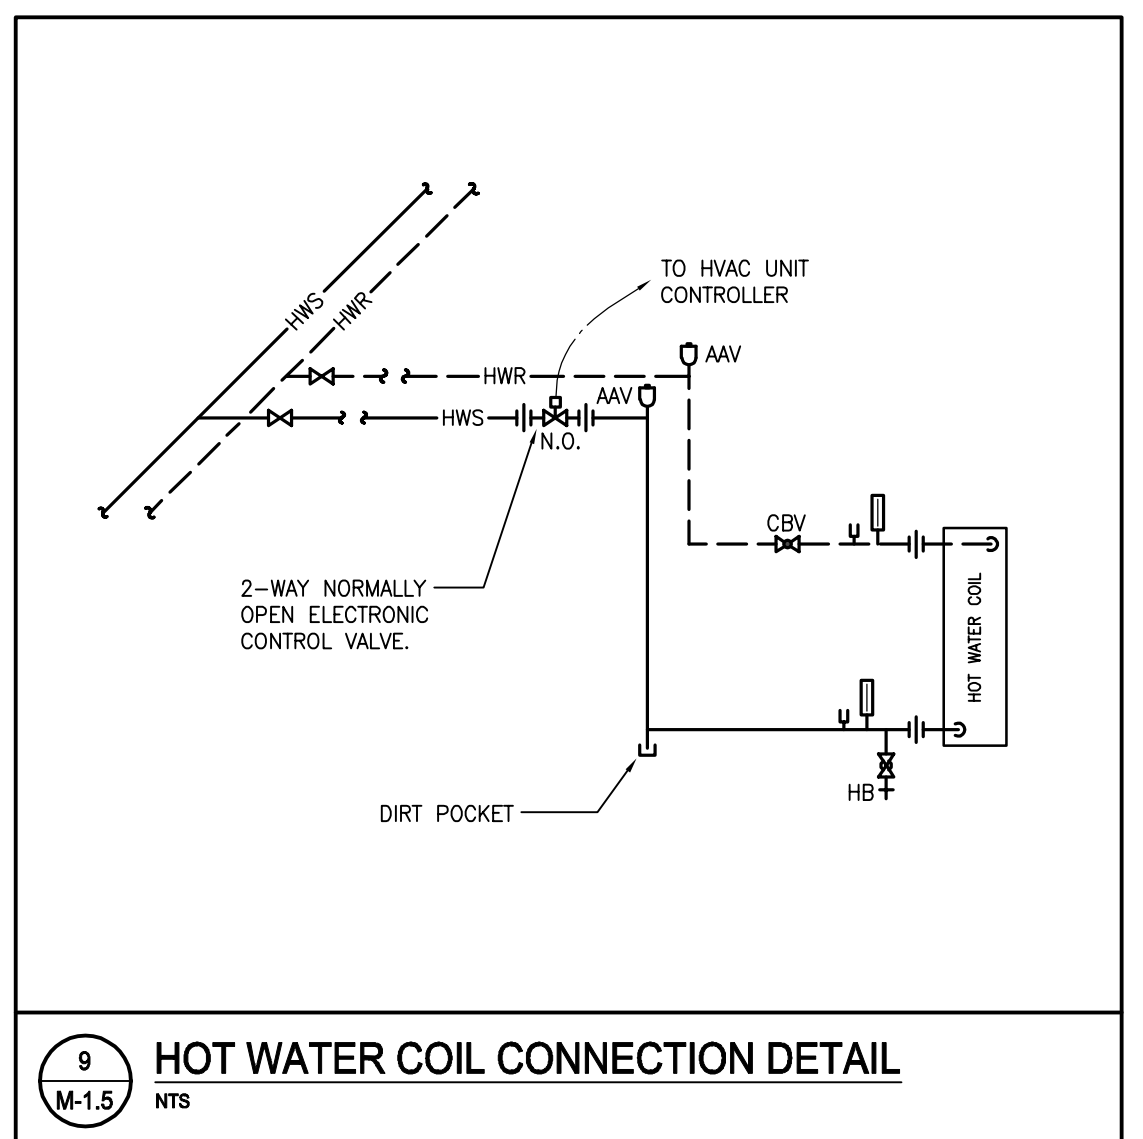 TO HVAC UNIT
CONTROLLER
HWS
HWR
AAV
HWR
AAV
HWS
N.O.
CBV
2-WAY NORMALLY
OPEN ELECTRONIC
CONTROL VALVE.
HOT WATER COIL
HB
DIRT POCKET
9
M-1.5
HOT WATER COIL CONNECTION DETAIL
NTS